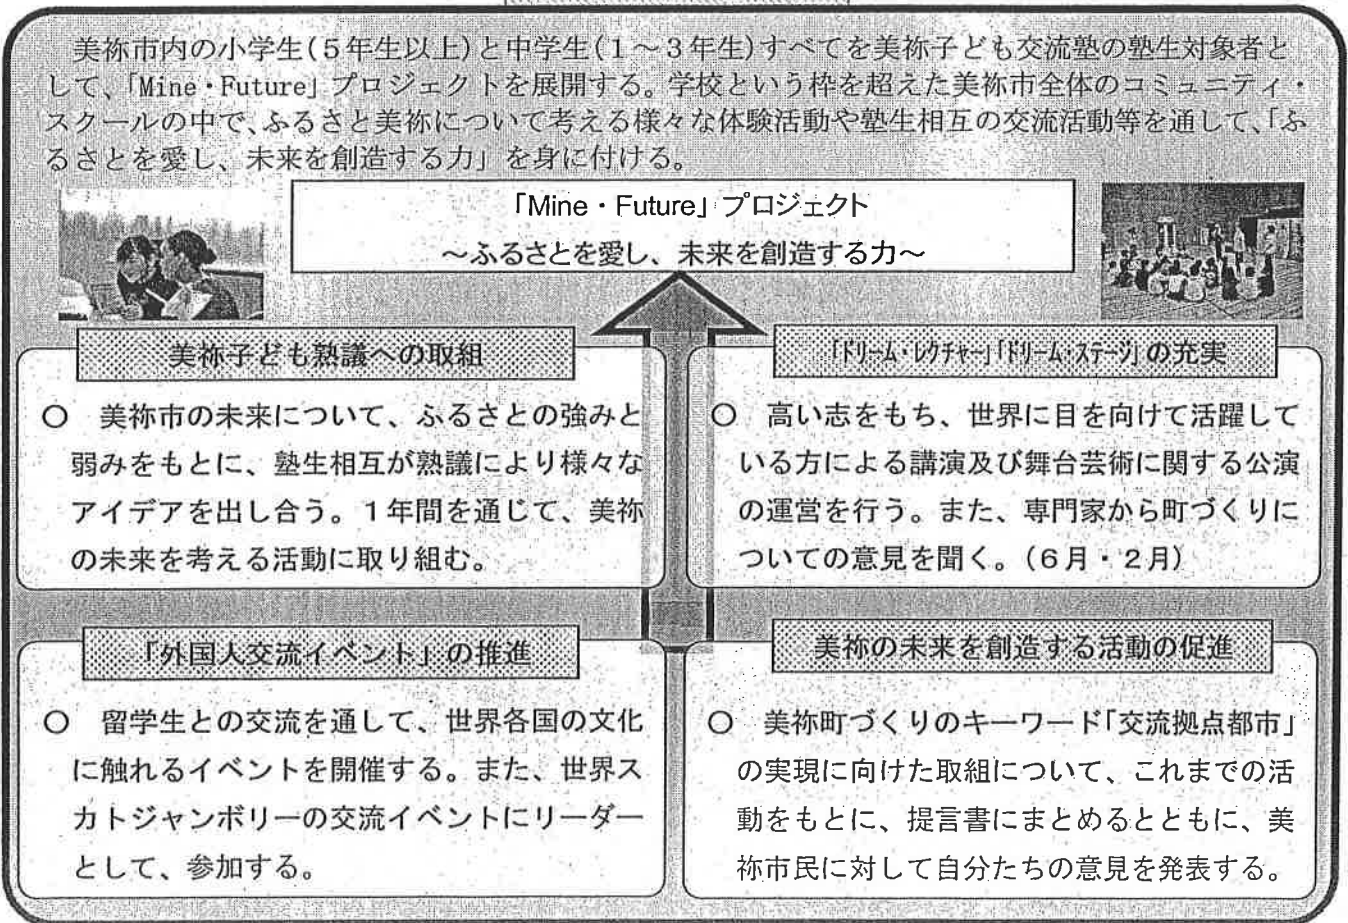 美祢市内の小学生(5年生以上)と中学生(1～3年生)すべてを美祢子ども交流塾の塾生対象者と
して、「Mine・Future」プロジェクトを展開する。学校という枠を超えた美祢市全体のコミュニティ・
スクールの中で、ふるさと美祢について考える様々な体験活動や塾生相互の交流活動等を通して、「ふ
るさとを愛し、未来を創造する力」を身に付ける。
「Mine・Future」プロジェクト
～ふるさとを愛し、未来を創造する力～
美祢子ども熟議への取組
○　美祢市の未来について、ふるさとの強みと
弱みをもとに、塾生相互が熟議により様々な
アイデアを出し合う。1年間を通じて、美祢
の未来を考える活動に取り組む。
「ドリーム・レクチャー」「ドリーム・ステージ」の充実
○　高い志をもち、世界に目を向けて活躍して
いる方による講演及び舞台芸術に関する公演
の運営を行う。また、専門家から町づくりに
ついての意見を聞く。(6月・2月)
「外国人交流イベント」の推進
○　留学生との交流を通して、世界各国の文化
に触れるイベントを開催する。また、世界ス
カトジャンボリーの交流イベントにリーダー
として、参加する。
美祢の未来を創造する活動の促進
○　美祢町づくりのキーワード「交流拠点都市」
の実現に向けた取組について、これまでの活
動をもとに、提言書にまとめるとともに、美
祢市民に対して自分たちの意見を発表する。